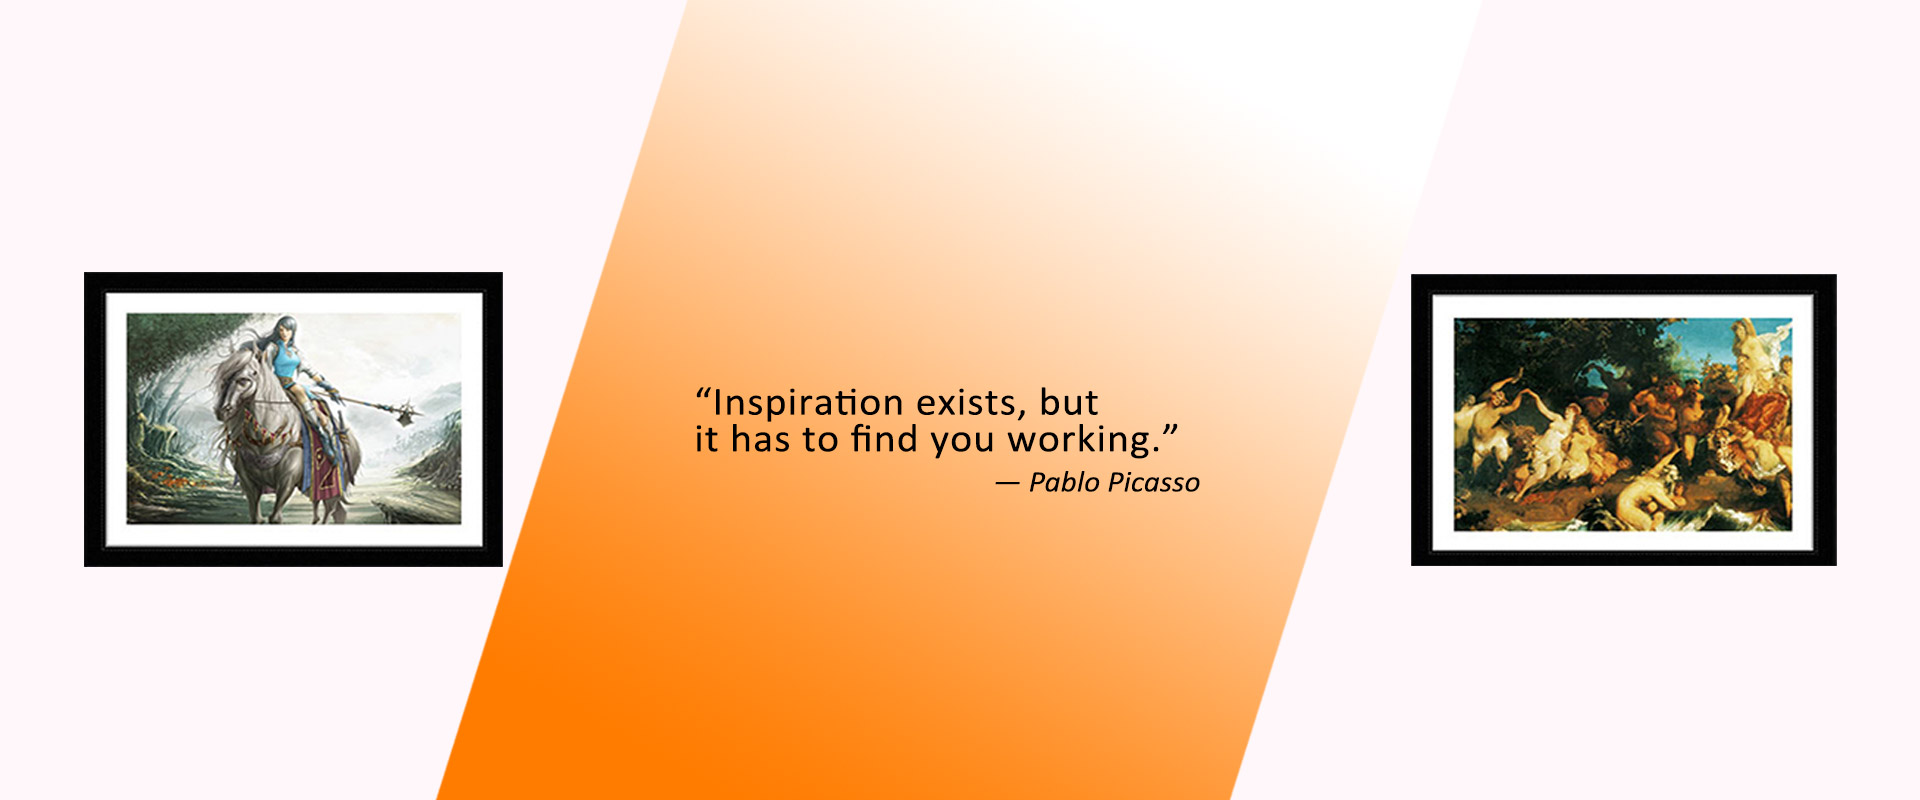 “Inspiration exists, but
it has to find you working.”
— Pablo Picasso